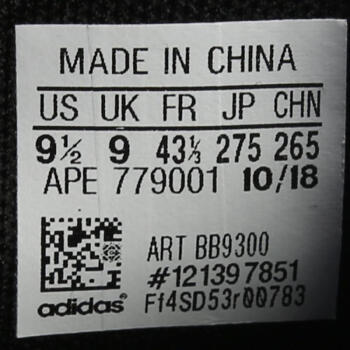 MADE IN CHINA
US UK FR JP CHN
9½ 9 43⅓ 275 265
APE 779001 10/18
ART BB9300
#121397851
adidas® Ff4SD53r00783